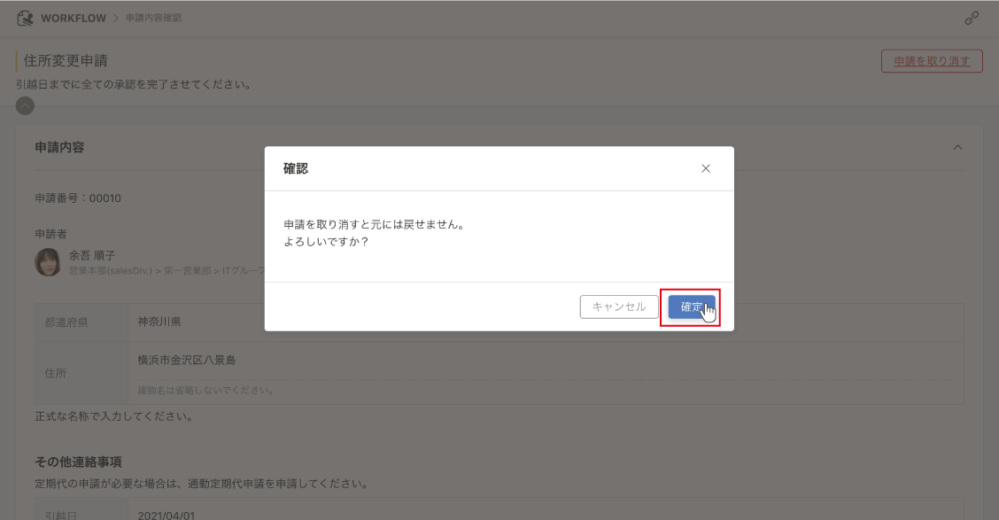 WORKFLOW > 申請内容確認
住所変更申請
申請を取り消す
引越日までに全ての承認を完了させてください。
申請内容
申請番号：00010
申請者
余吾 順子
営業本部(salesDiv.) > 第一営業部 > ITグループ
確認
申請を取り消すと元には戻せません。
よろしいですか？
キャンセル
確定
都道府県
神奈川県
住所
横浜市金沢区八景島
建物名は省略しないでください。
正式な名称で入力してください。
その他連絡事項
定期代の申請が必要な場合は、通勤定期代申請を申請してください。
引越日
2021/04/01